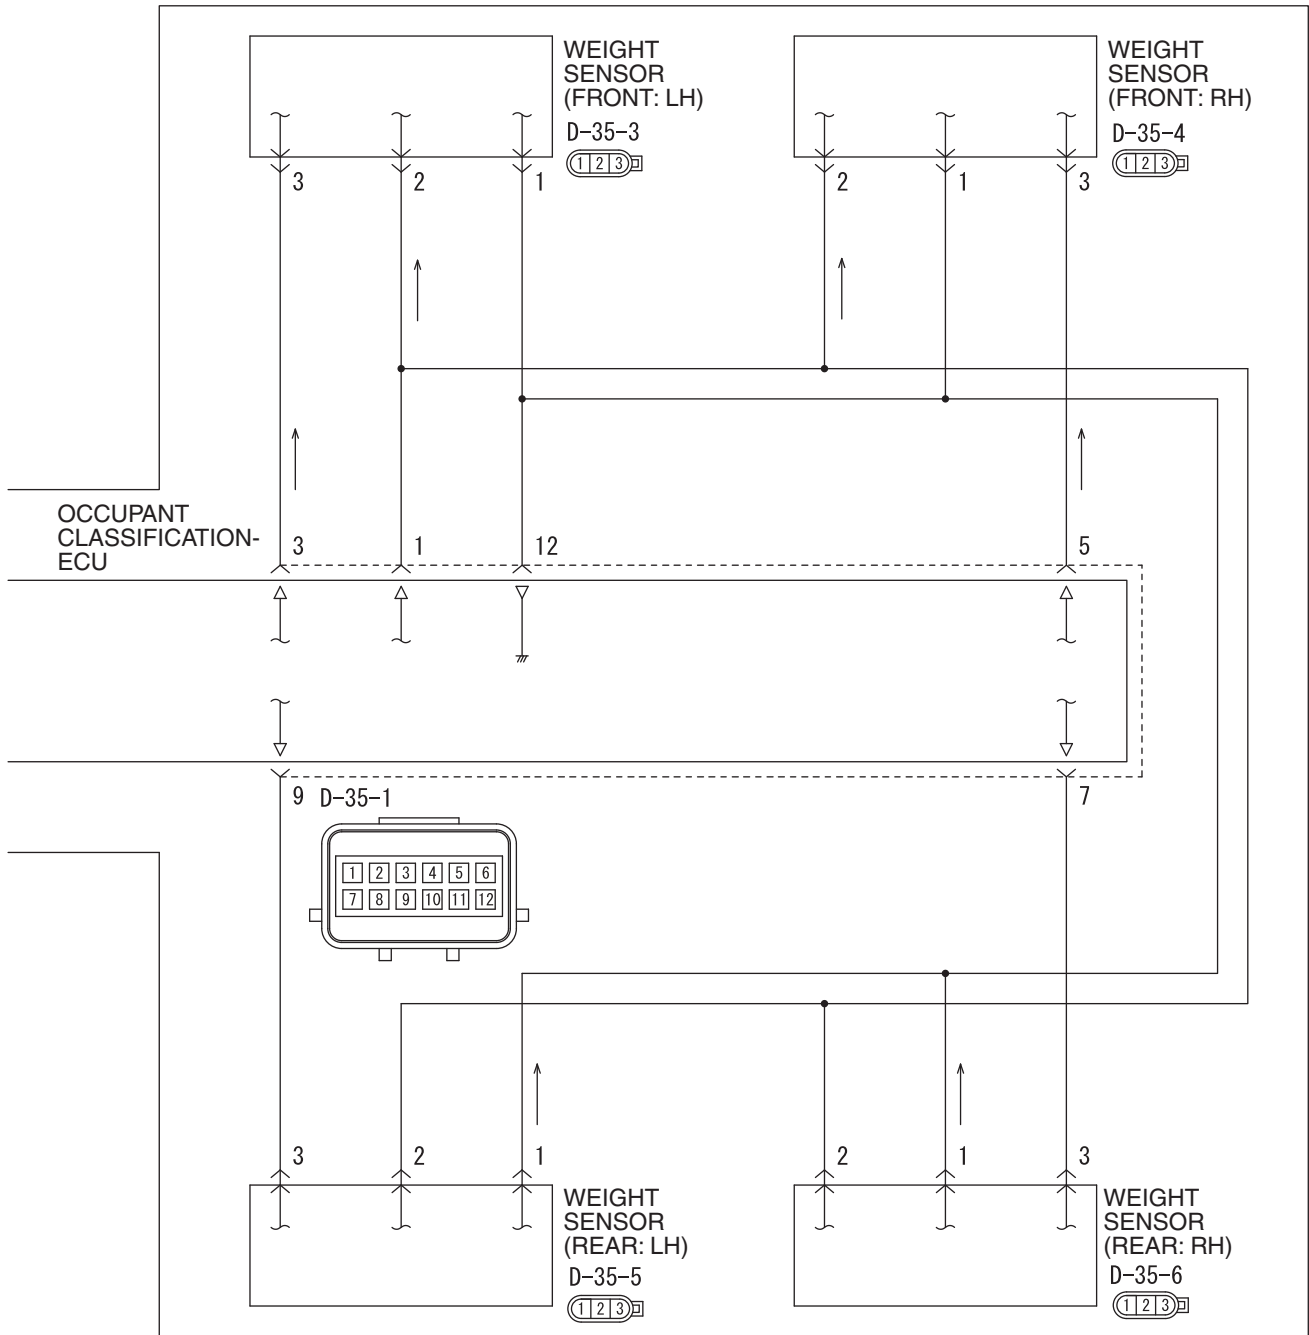 WEIGHT
SENSOR
(FRONT: LH)
D-35-3
1 2 3
WEIGHT
SENSOR
(FRONT: RH)
D-35-4
1 2 3
3 2 1 2 1 3
OCCUPANT
CLASSIFICATION-
ECU
3 1 12 5
9 D-35-1 7
1 2 3 4 5 6
7 8 9 10 11 12
3 2 1 2 1 3
WEIGHT
SENSOR
(REAR: LH)
D-35-5
1 2 3
WEIGHT
SENSOR
(REAR: RH)
D-35-6
1 2 3